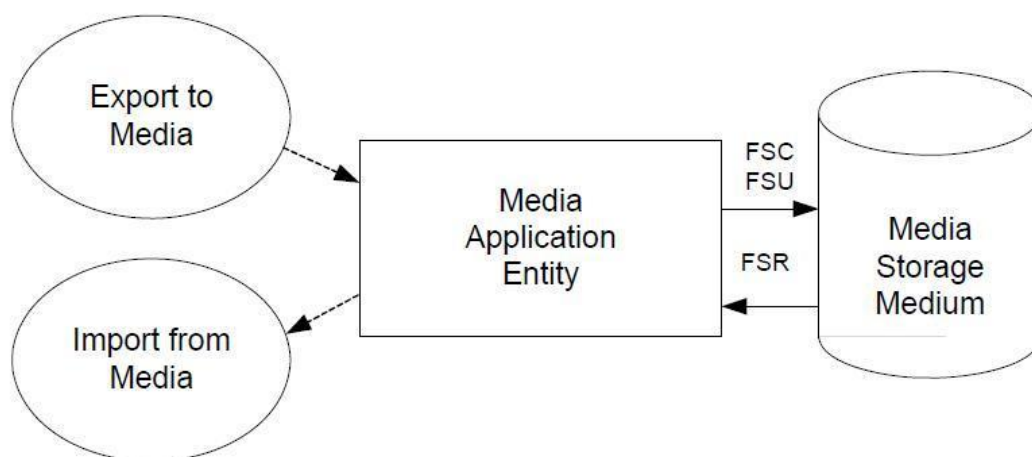 Export to
Media
Media
Application
Entity
FSC
FSU
FSR
Media
Storage
Medium
Import from
Media